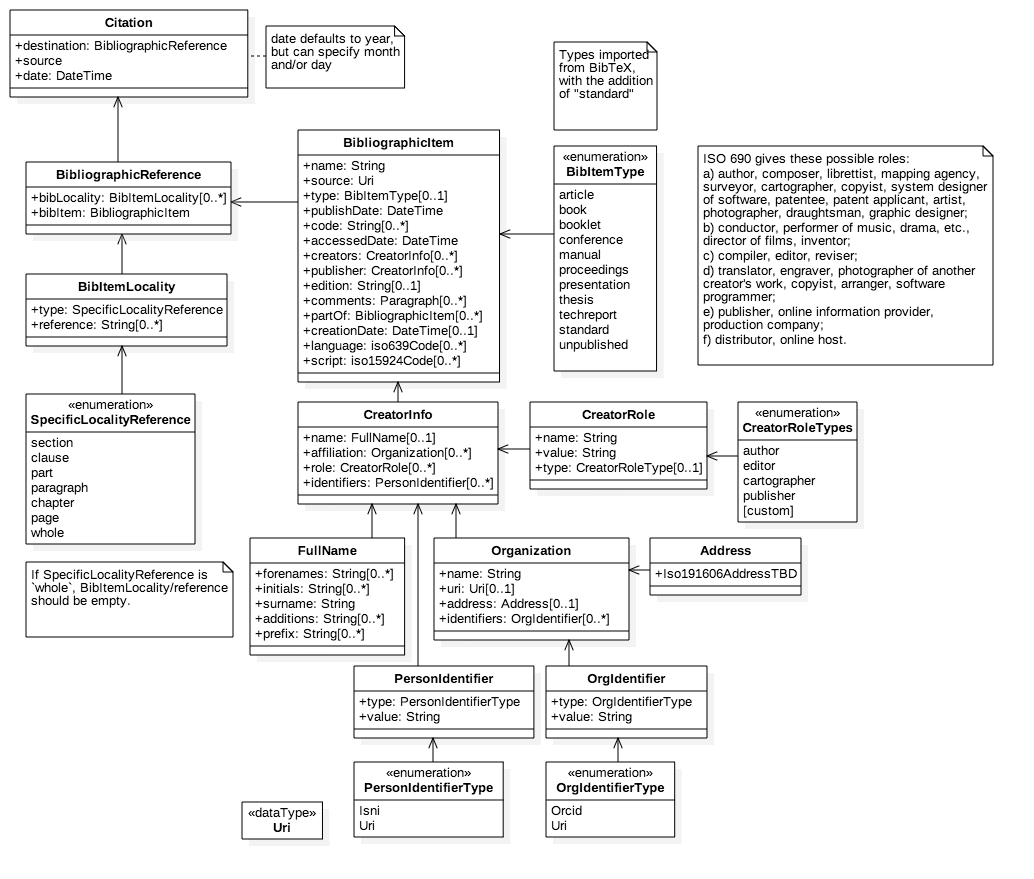 Citation
+destination: BibliographicReference
+source
+date: DateTime
date defaults to year,
but can specify month
and/or day
Types imported
from BibTeX,
with the addition
of "standard"
BibliographicItem
+name: String
+source: Uri
+type: BibItemType[0..1]
+publishDate: DateTime
+code: String[0..*]
+accessedDate: DateTime
+creators: CreatorInfo[0..*]
+publisher: CreatorInfo[0..*]
+edition: String[0..1]
+comments: Paragraph[0..*]
+partOf: BibliographicItem[0..*]
+creationDate: DateTime[0..1]
+language: iso639Code[0..*]
+script: iso15924Code[0..*]
«enumeration»
BibItemType
article
book
booklet
conference
manual
proceedings
presentation
thesis
techreport
standard
unpublished
ISO 690 gives these possible roles:
a) author, composer, librettist, mapping agency,
surveyor, cartographer, copyist, system designer
of software, patentee, patent applicant, artist,
photographer, draughtsman, graphic designer;
b) conductor, performer of music, drama, etc.,
director of films, inventor;
c) compiler, editor, reviser;
d) translator, engraver, photographer of another
creator's work, copyist, arranger, software
programmer;
e) publisher, online information provider,
production company;
f) distributor, online host.
BibliographicReference
+bibLocality: BibItemLocality[0..*]
+bibItem: BibliographicItem
BibItemLocality
+type: SpecificLocalityReference
+reference: String[0..*]
«enumeration»
SpecificLocalityReference
section
clause
part
paragraph
chapter
page
whole
If SpecificLocalityReference is
`whole`, BibItemLocality/reference
should be empty.
CreatorInfo
+name: FullName[0..1]
+affiliation: Organization[0..*]
+role: CreatorRole[0..*]
+identifiers: PersonIdentifier[0..*]
CreatorRole
+name: String
+value: String
+type: CreatorRoleType[0..1]
«enumeration»
CreatorRoleTypes
author
editor
cartographer
publisher
[custom]
FullName
+forenames: String[0..*]
+initials: String[0..*]
+surname: String
+additions: String[0..*]
+prefix: String[0..*]
Organization
+name: String
+uri: Uri[0..1]
+address: Address[0..1]
+identifiers: OrgIdentifier[0..*]
Address
+Iso191606AddressTBD
PersonIdentifier
+type: PersonIdentifierType
+value: String
OrgIdentifier
+type: OrgIdentifierType
+value: String
«enumeration»
PersonIdentifierType
Isni
Uri
«enumeration»
OrgIdentifierType
Orcid
Uri
«dataType»
Uri